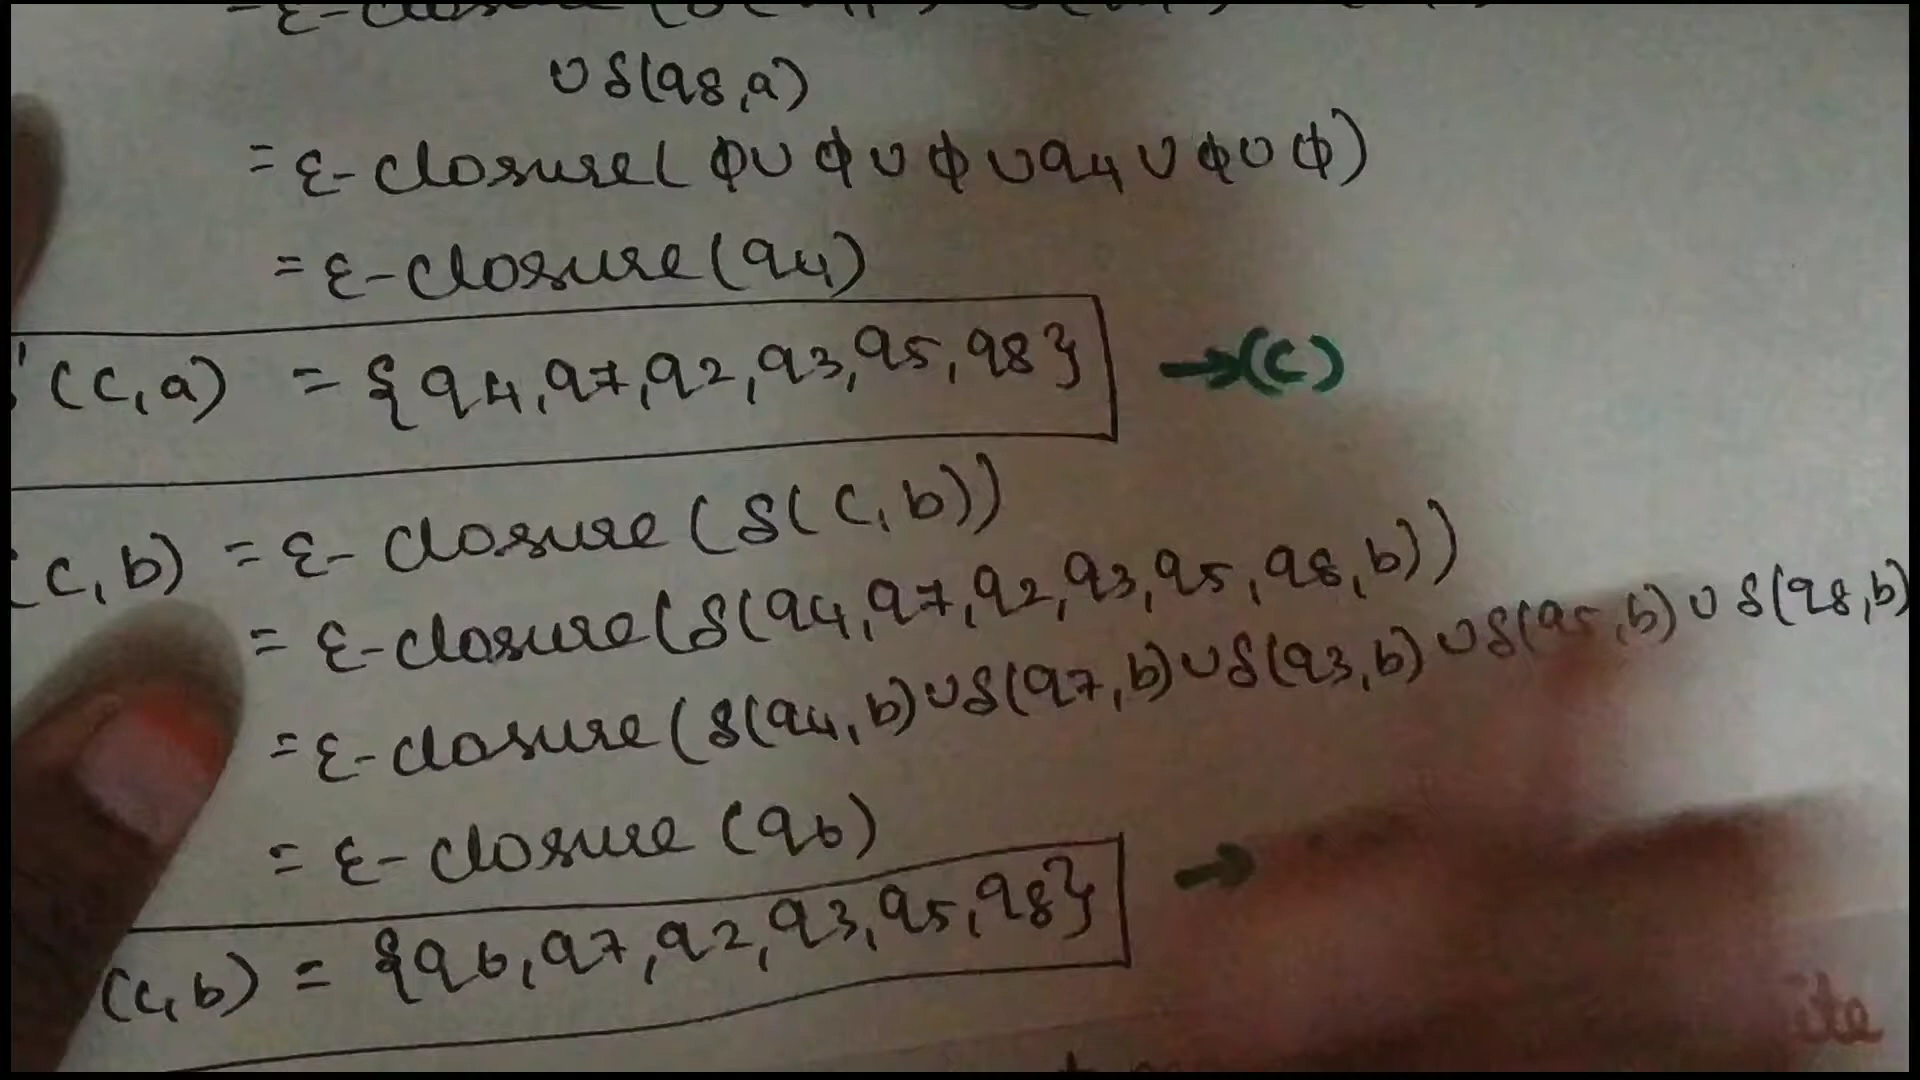 = ε-closure(δ(
∪ δ(q8,a)
= ε-closure( ϕ∪ ϕ ∪ ϕ ∪q4 ∪ ϕ∪ ϕ)
= ε-closure(q4)
'(C,a) = {q4,q7,q2,q3,q5,q8} →(C)
(C,b) = ε- closure(δ(C,b))
= ε-closure(δ(q4,q7,q2,q3,q5,q8,b))
= ε-closure(δ(q4,b)∪δ(q7,b)∪δ(q3,b)∪δ(q5,b)∪δ(q8,b)
= ε-closure (q6)
(C,b) = {q6,q7,q2,q3,q5,q8} →